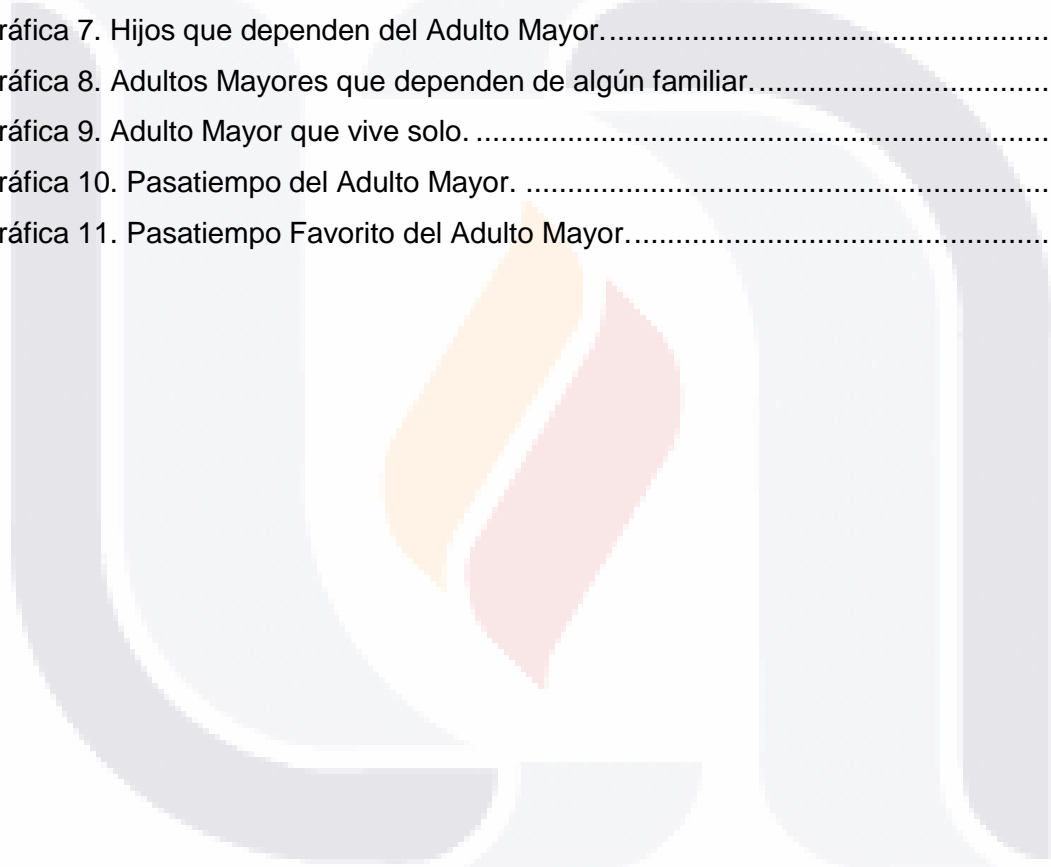 ráfica 7. Hijos que dependen del Adulto Mayor.......................................................
ráfica 8. Adultos Mayores que dependen de algún familiar.....................................
ráfica 9. Adulto Mayor que vive solo. ......................................................................
ráfica 10. Pasatiempo del Adulto Mayor. ................................................................
ráfica 11. Pasatiempo Favorito del Adulto Mayor....................................................